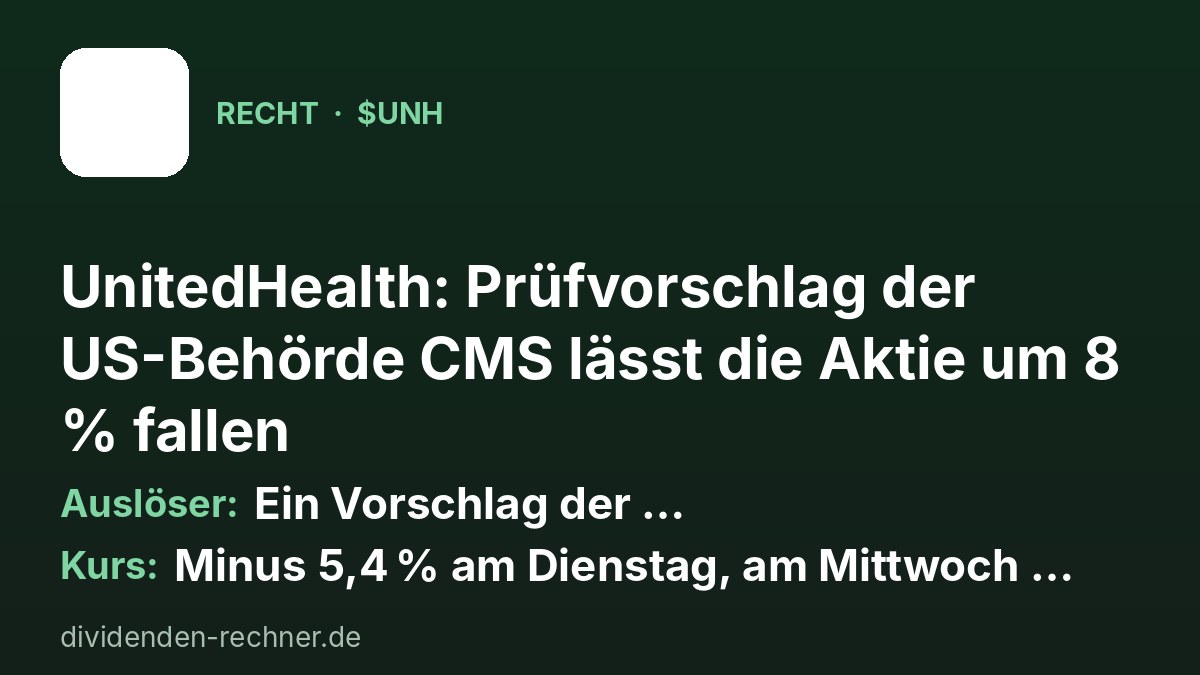 RECHT · $UNH
UnitedHealth: Prüfvorschlag der
US-Behörde CMS lässt die Aktie um 8
% fallen
Auslöser: Ein Vorschlag der …
Kurs: Minus 5,4 % am Dienstag, am Mittwoch …
dividenden-rechner.de